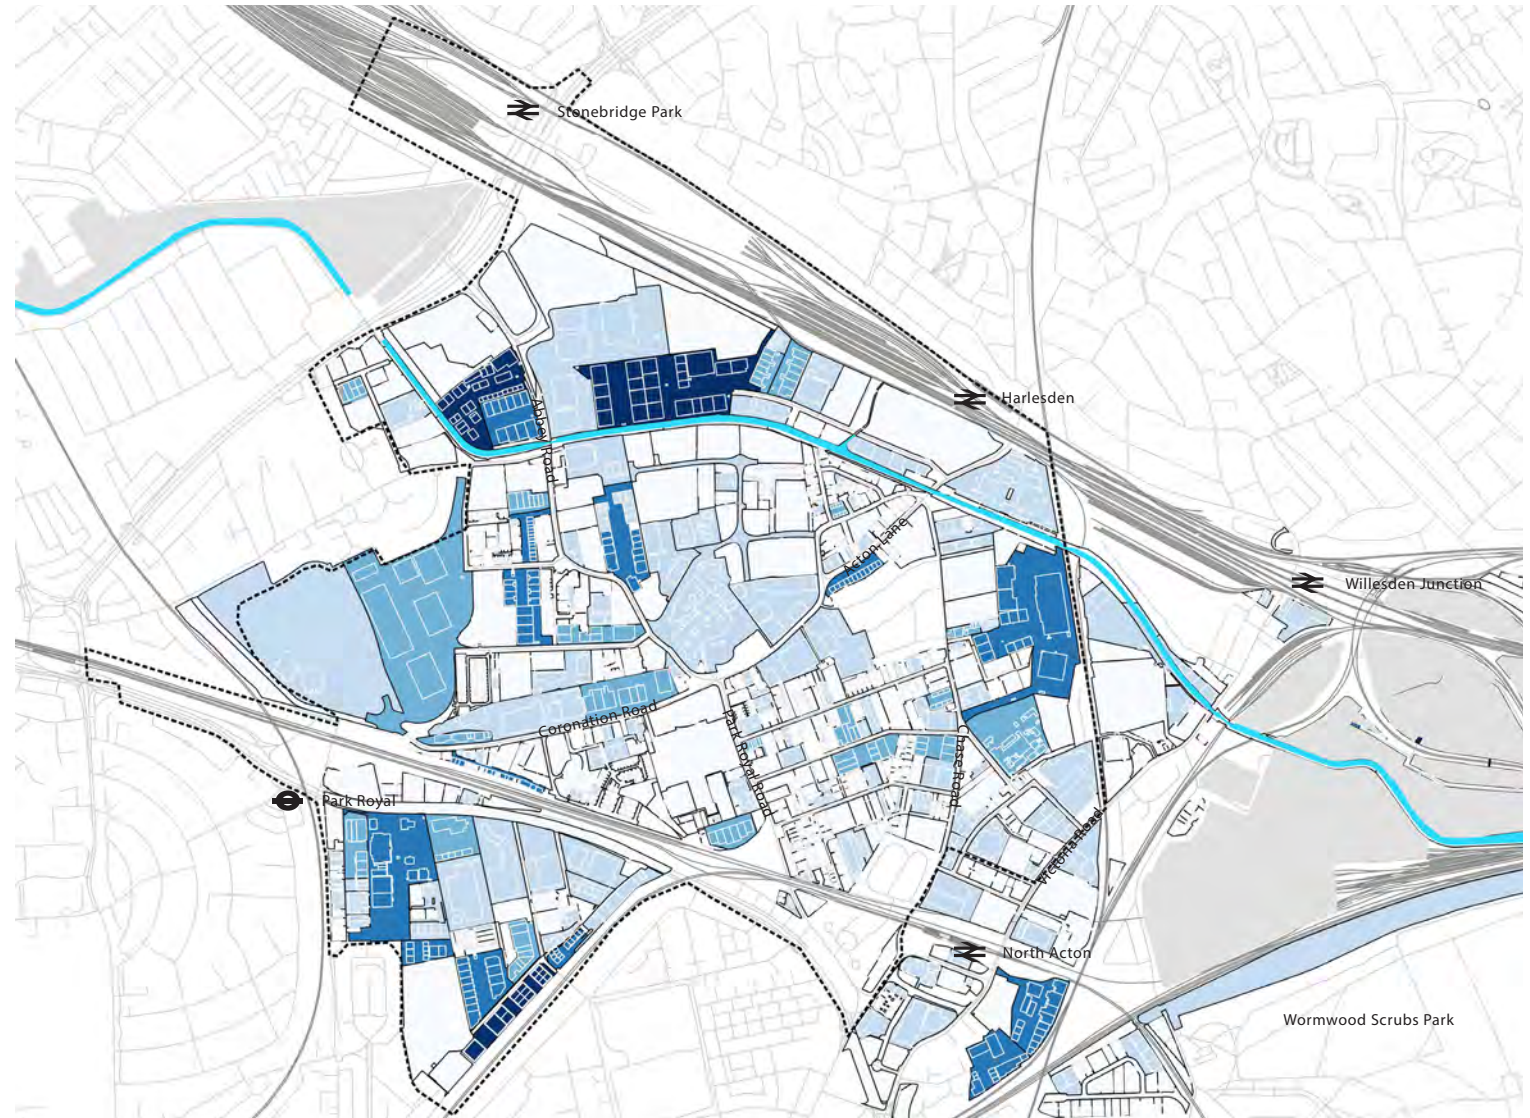 Stonebridge Park
Harlesden
Abbey Road
Acton Lane
Willesden Junction
Coronation Road
Park Royal Road
Chase Road
Park Royal
Victoria Road
North Acton
Wormwood Scrubs Park